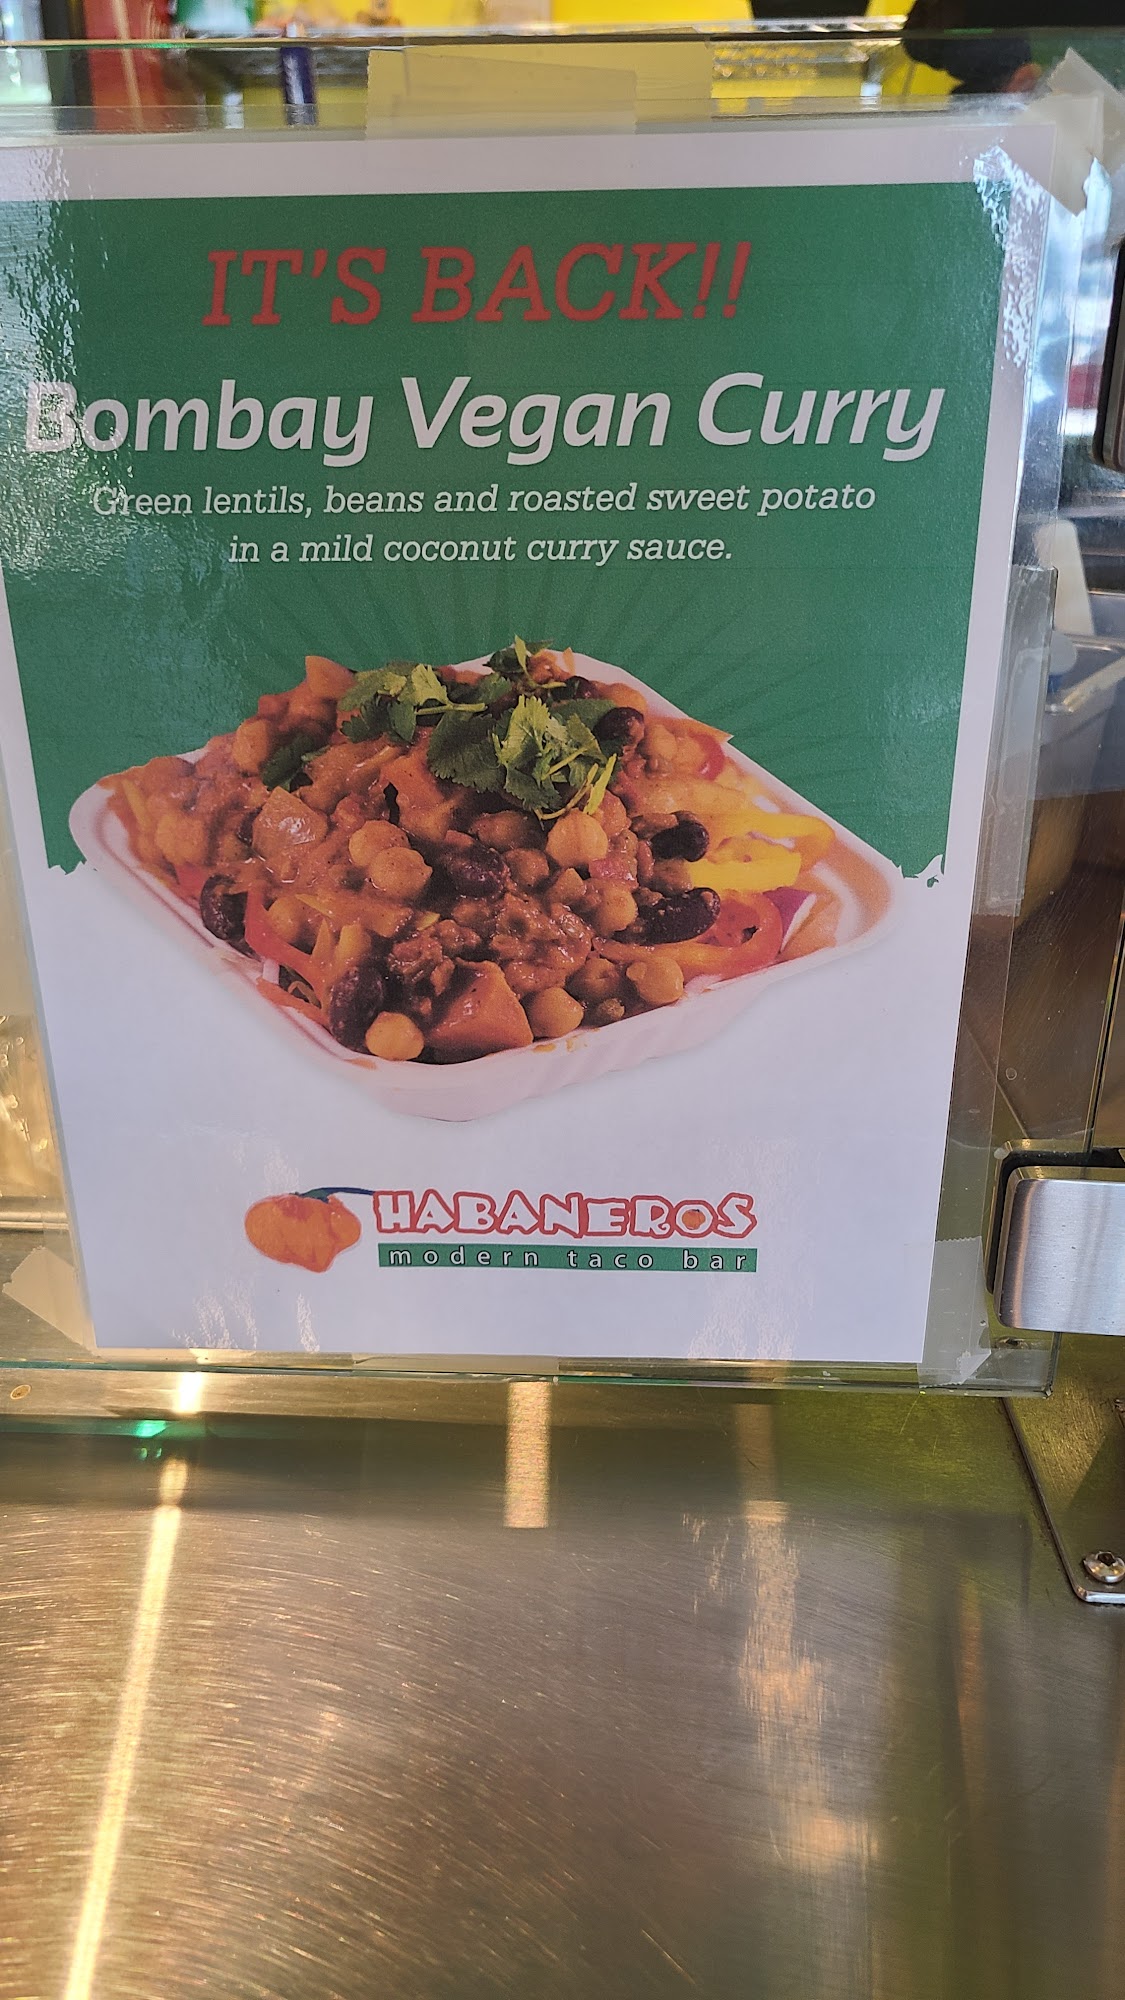 IT'S BACK!!
Bombay Vegan Curry
Green lentils, beans and roasted sweet potato
in a mild coconut curry sauce.
HABANEROS
modern taco bar